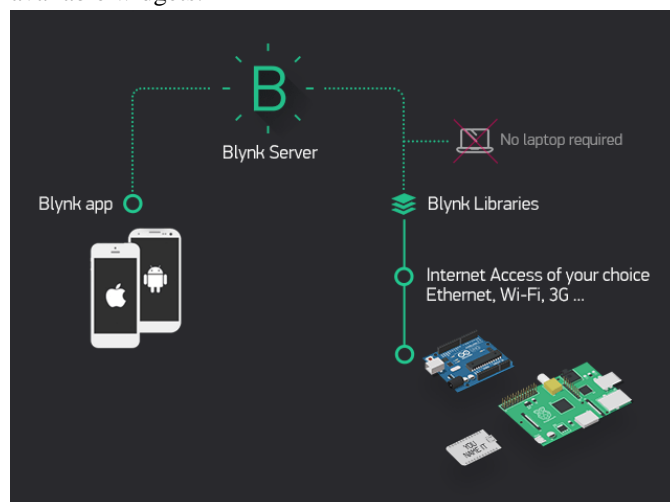 B
Blynk Server
No laptop required
Blynk app
Blynk Libraries
Internet Access of your choice
Ethernet, Wi-Fi, 3G ...
YOU
NAME IT